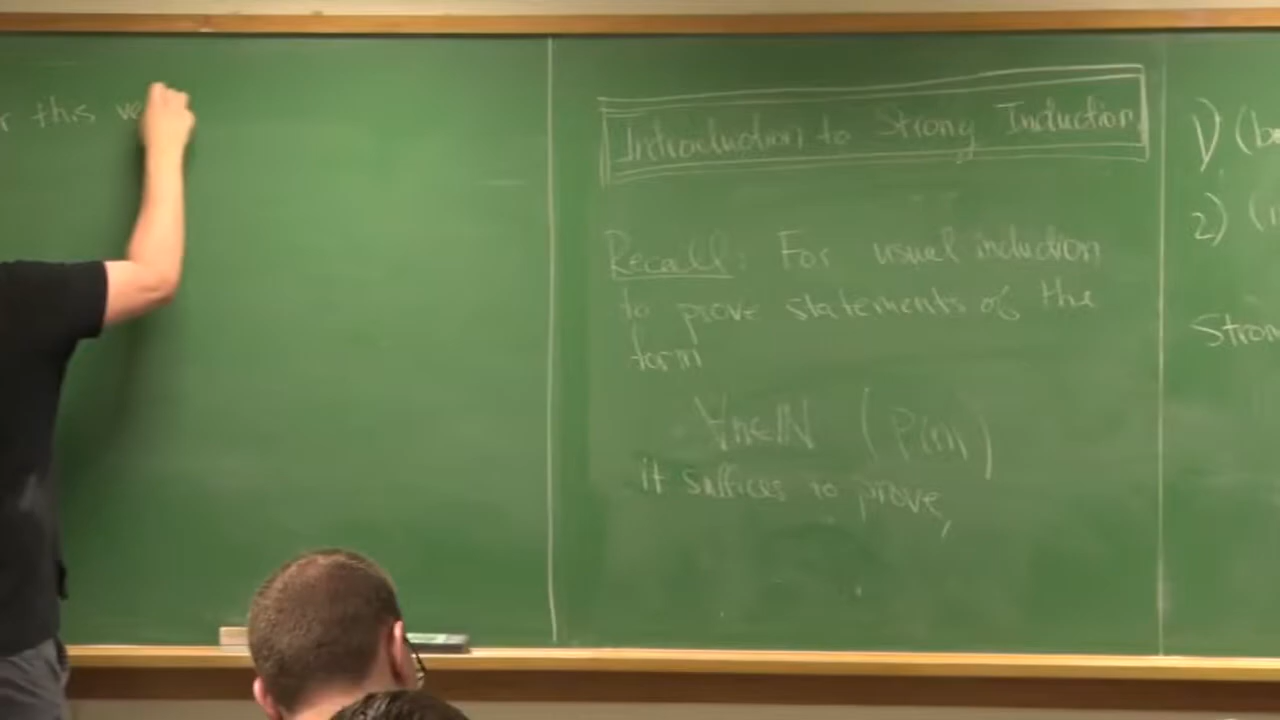 r this
Introduction to Strong Induction
Recall: For usual induction
to prove statements of the
form
∀n∈ℕ (P(n))
it suffices to prove,
1) (b
2) (i
Stron